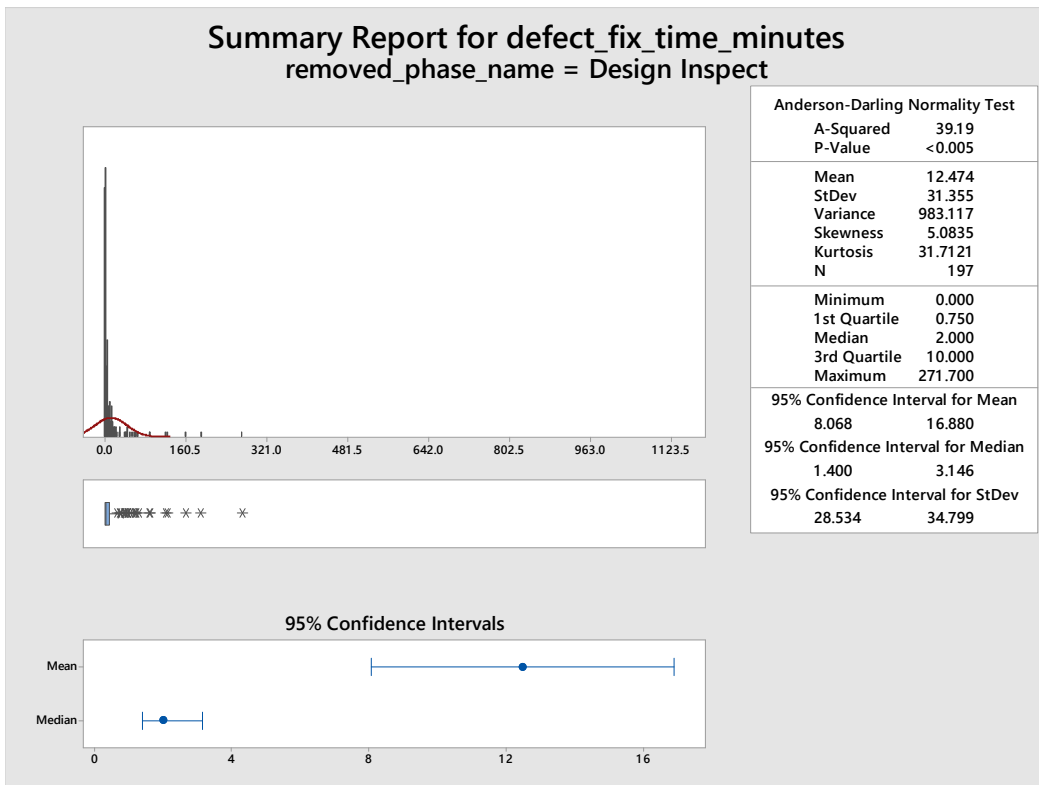 Summary Report for defect_fix_time_minutes
removed_phase_name = Design Inspect
0.0 160.5 321.0 481.5 642.0 802.5 963.0 1123.5
95% Confidence Intervals
Mean
Median
0 4 8 12 16
Anderson-Darling Normality Test
A-Squared 39.19
P-Value <0.005
Mean 12.474
StDev 31.355
Variance 983.117
Skewness 5.0835
Kurtosis 31.7121
N 197
Minimum 0.000
1st Quartile 0.750
Median 2.000
3rd Quartile 10.000
Maximum 271.700
95% Confidence Interval for Mean
8.068 16.880
95% Confidence Interval for Median
1.400 3.146
95% Confidence Interval for StDev
28.534 34.799